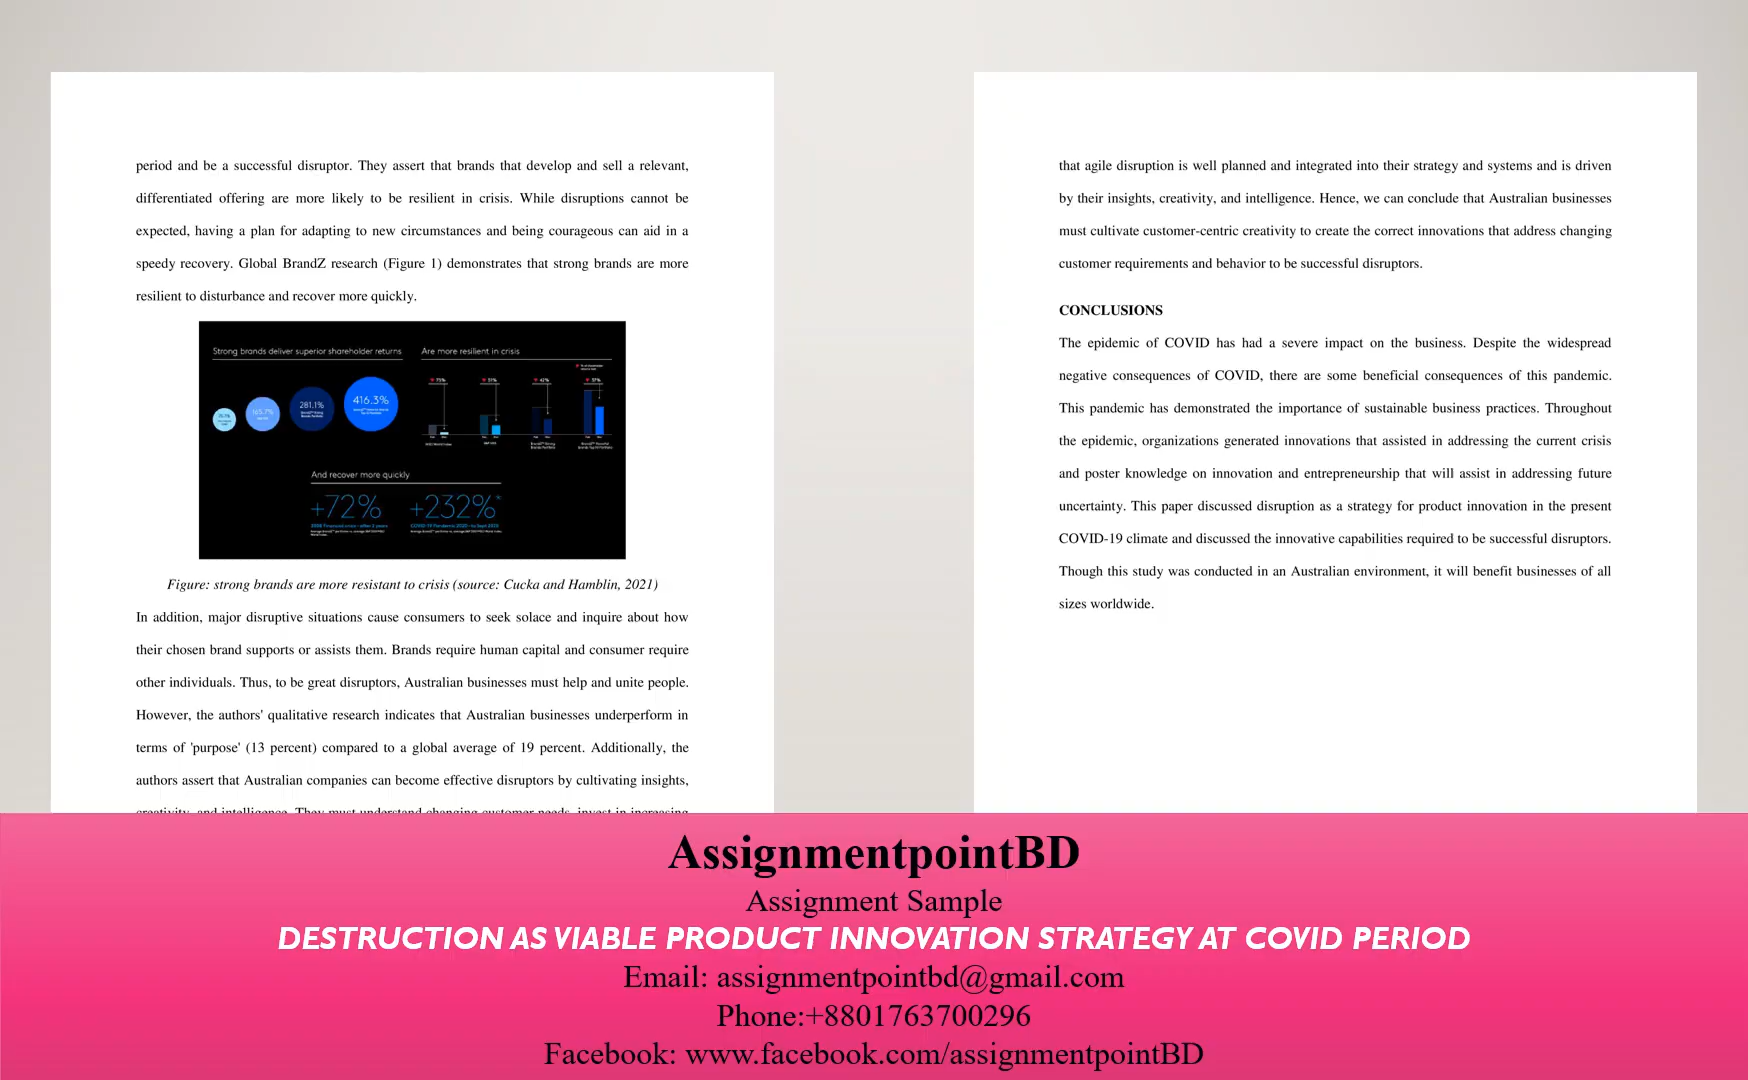 period and be a successful disruptor. They assert that brands that develop and sell a relevant,
differentiated offering are more likely to be resilient in crisis. While disruptions cannot be
expected, having a plan for adapting to new circumstances and being courageous can aid in a
speedy recovery. Global BrandZ research (Figure 1) demonstrates that strong brands are more
resilient to disturbance and recover more quickly.
Strong brands deliver superior shareholder returns
281.1%
416.3%
Are more resilient in crisis
And recover more quickly
+72%
+232%*
Figure: strong brands are more resistant to crisis (source: Cucka and Hamblin, 2021)
In addition, major disruptive situations cause consumers to seek solace and inquire about how
their chosen brand supports or assists them. Brands require human capital and consumer require
other individuals. Thus, to be great disruptors, Australian businesses must help and unite people.
However, the authors' qualitative research indicates that Australian businesses underperform in
terms of 'purpose' (13 percent) compared to a global average of 19 percent. Additionally, the
authors assert that Australian companies can become effective disruptors by cultivating insights,
creativity, and intelligence. They must understand changing customer needs, invest in increasing
that agile disruption is well planned and integrated into their strategy and systems and is driven
by their insights, creativity, and intelligence. Hence, we can conclude that Australian businesses
must cultivate customer-centric creativity to create the correct innovations that address changing
customer requirements and behavior to be successful disruptors.
CONCLUSIONS
The epidemic of COVID has had a severe impact on the business. Despite the widespread
negative consequences of COVID, there are some beneficial consequences of this pandemic.
This pandemic has demonstrated the importance of sustainable business practices. Throughout
the epidemic, organizations generated innovations that assisted in addressing the current crisis
and poster knowledge on innovation and entrepreneurship that will assist in addressing future
uncertainty. This paper discussed disruption as a strategy for product innovation in the present
COVID-19 climate and discussed the innovative capabilities required to be successful disruptors.
Though this study was conducted in an Australian environment, it will benefit businesses of all
sizes worldwide.
AssignmentpointBD
Assignment Sample
DESTRUCTION AS VIABLE PRODUCT INNOVATION STRATEGY AT COVID PERIOD
Email: assignmentpointbd@gmail.com
Phone:+8801763700296
Facebook: www.facebook.com/assignmentpointBD